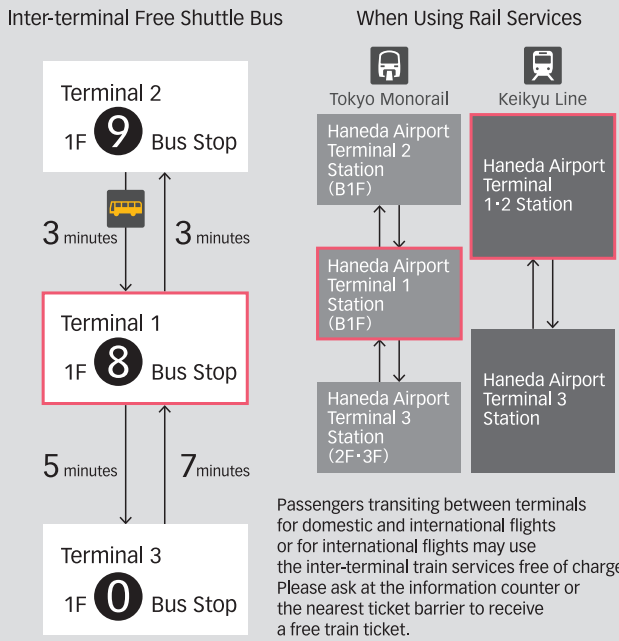 Inter-terminal Free Shuttle Bus
Terminal 2
1F 9 Bus Stop
3 minutes
3 minutes
Terminal 1
1F 8 Bus Stop
5 minutes
7 minutes
Terminal 3
1F 0 Bus Stop
When Using Rail Services
Tokyo Monorail
Haneda Airport
Terminal 2
Station
(B1F)
Haneda Airport
Terminal 1
Station
(B1F)
Haneda Airport
Terminal 3
Station
(2F・3F)
Keikyu Line
Haneda Airport
Terminal
1・2 Station
Haneda Airport
Terminal 3
Station
Passengers transiting between terminals
for domestic and international flights
or for international flights may use
the inter-terminal train services free of charge
Please ask at the information counter or
the nearest ticket barrier to receive
a free train ticket.